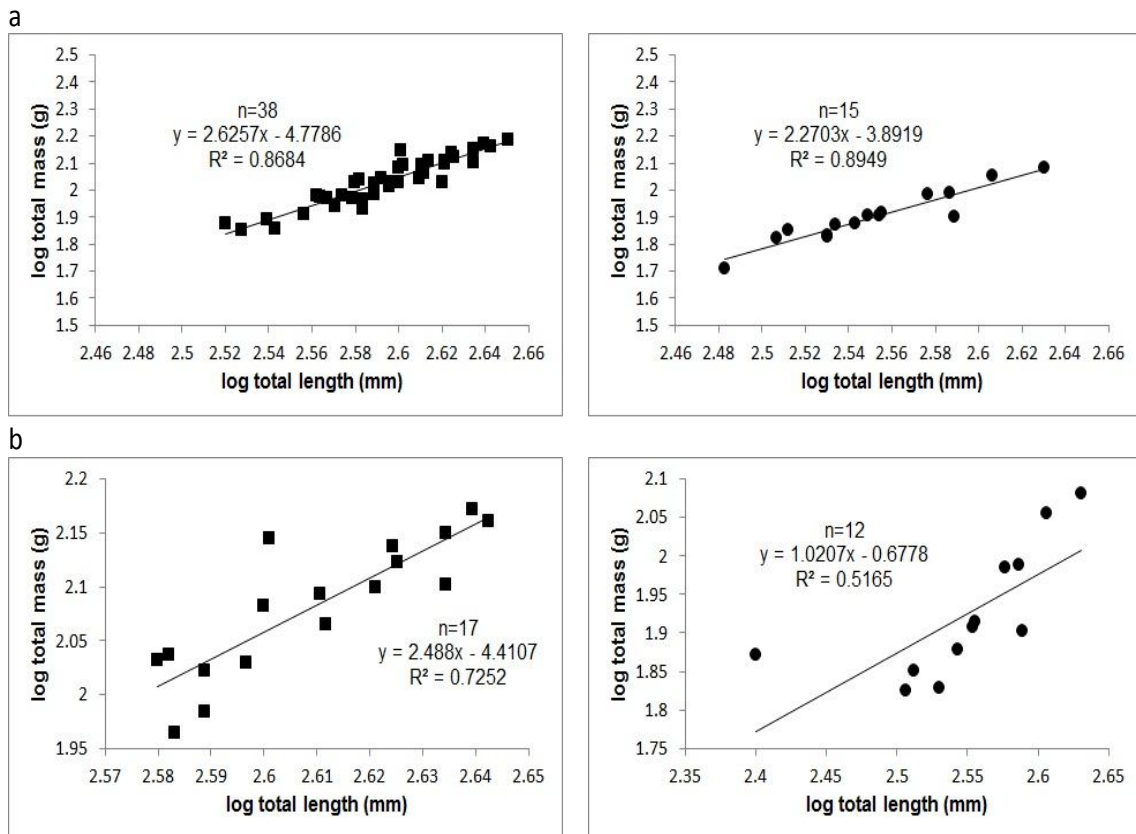 a
log total mass (g)
2.5
2.4
2.3
2.2
2.1
2
1.9
1.8
1.7
1.6
1.5
n=38
y = 2.6257x - 4.7786
R² = 0.8684
2.46 2.48 2.5 2.52 2.54 2.56 2.58 2.6 2.62 2.64 2.66
log total length (mm)
log total mass (g)
2.5
2.4
2.3
2.2
2.1
2
1.9
1.8
1.7
1.6
1.5
n=15
y = 2.2703x - 3.8919
R² = 0.8949
2.46 2.48 2.5 2.52 2.54 2.56 2.58 2.6 2.62 2.64 2.66
log total length (mm)
b
log total mass (g)
2.2
2.15
2.1
2.05
2
1.95
n=17
y = 2.488x - 4.4107
R² = 0.7252
2.57 2.58 2.59 2.6 2.61 2.62 2.63 2.64 2.65
log total length (mm)
log total mass (g)
2.1
2.05
2
1.95
1.9
1.85
1.8
1.75
n=12
y = 1.0207x - 0.6778
R² = 0.5165
2.35 2.4 2.45 2.5 2.55 2.6 2.65
log total length (mm)